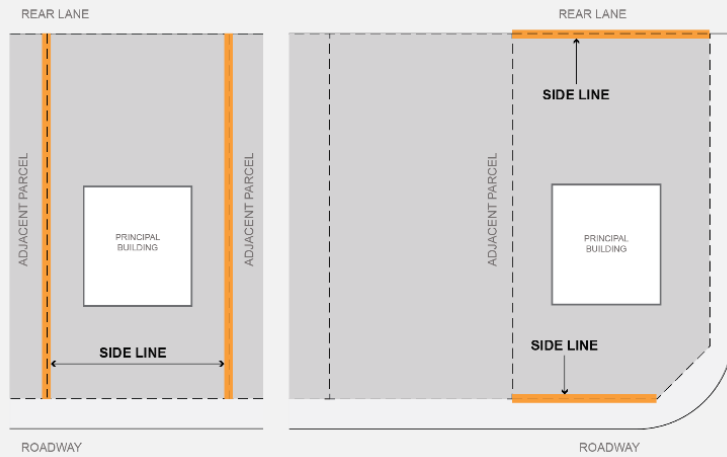 REAR LANE
ADJACENT PARCEL
PRINCIPAL
BUILDING
ADJACENT PARCEL
SIDE LINE
ROADWAY
REAR LANE
SIDE LINE
ADJACENT PARCEL
PRINCIPAL
BUILDING
SIDE LINE
ROADWAY